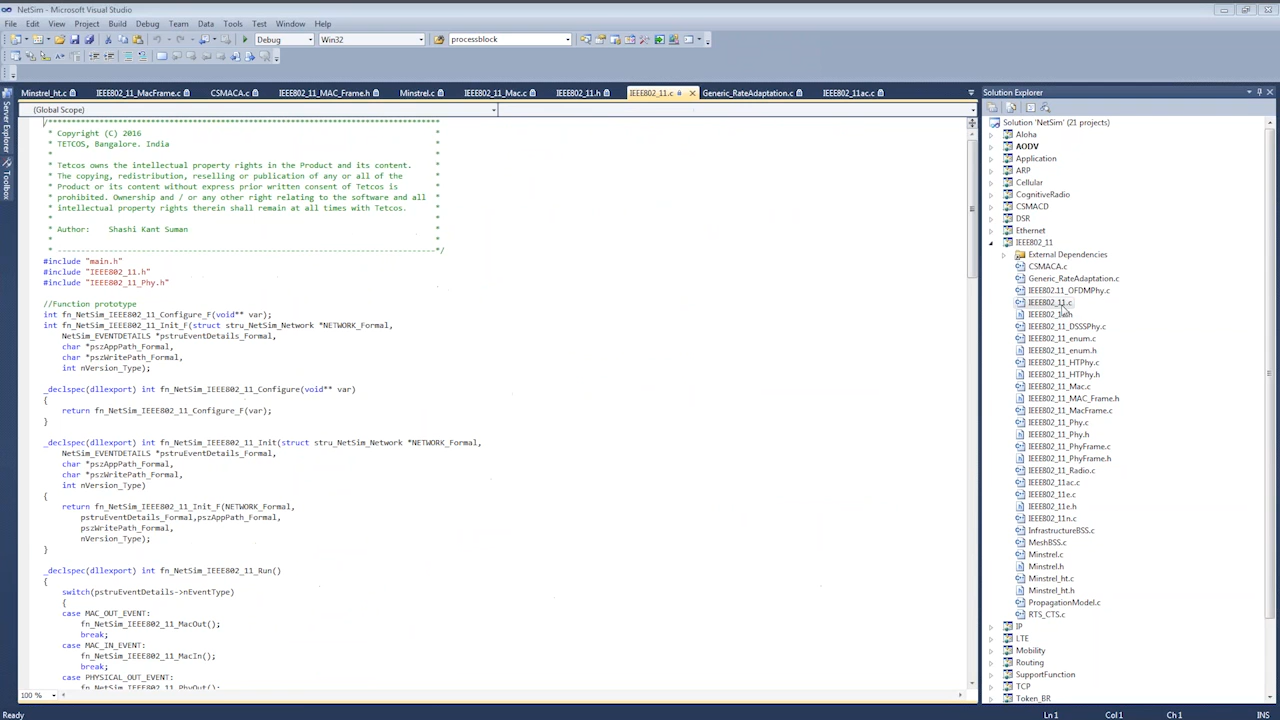 NetSim - Microsoft Visual Studio
File Edit View Project Build Debug Team Data Tools Test Window Help
Debug Win32 processblock
Minstrel_ht.c IEEE802_11_MacFrame.c CSMACA.c IEEE802_11_MAC_Frame.h Minstrel.c IEEE802_11_Mac.c IEEE802_11.h IEEE802_11.c Generic_RateAdaptation.c IEEE802_11ac.c
(Global Scope)
Server Explorer
Toolbox
/**************************************************************************
* Copyright (C) 2016 *
* TETCOS, Bangalore. India *
* *
* Tetcos owns the intellectual property rights in the Product and its content. *
* The copying, redistribution, reselling or publication of any or all of the *
* Product or its content without express prior written consent of Tetcos is *
* prohibited. Ownership and / or any other right relating to the software and all *
* intellectual property rights therein shall remain at all times with Tetcos. *
* *
* Author: Shashi Kant Suman *
* *
* ---------------------------------------------------------------------------------*/
#include "main.h"
#include "IEEE802_11.h"
#include "IEEE802_11_Phy.h"
//Function prototype
int fn_NetSim_IEEE802_11_Configure_F(void** var);
int fn_NetSim_IEEE802_11_Init_F(struct stru_NetSim_Network *NETWORK_Formal,
NetSim_EVENTDETAILS *pstruEventDetails_Formal,
char *pszAppPath_Formal,
char *pszWritePath_Formal,
int nVersion_Type);
_declspec(dllexport) int fn_NetSim_IEEE802_11_Configure(void** var)
{
return fn_NetSim_IEEE802_11_Configure_F(var);
}
_declspec(dllexport) int fn_NetSim_IEEE802_11_Init(struct stru_NetSim_Network *NETWORK_Formal,
NetSim_EVENTDETAILS *pstruEventDetails_Formal,
char *pszAppPath_Formal,
char *pszWritePath_Formal,
int nVersion_Type)
{
return fn_NetSim_IEEE802_11_Init_F(NETWORK_Formal,
pstruEventDetails_Formal,pszAppPath_Formal,
pszWritePath_Formal,
nVersion_Type);
}
_declspec(dllexport) int fn_NetSim_IEEE802_11_Run()
{
switch(pstruEventDetails->nEventType)
{
case MAC_OUT_EVENT:
fn_NetSim_IEEE802_11_MacOut();
break;
case MAC_IN_EVENT:
fn_NetSim_IEEE802_11_MacIn();
break;
case PHYSICAL_OUT_EVENT:
fn_NetSim_IEEE802_11_PhyOut();
100 %
Solution Explorer
Solution 'NetSim' (21 projects)
Aloha
AODV
Application
ARP
Cellular
CognitiveRadio
CSMACD
DSR
Ethernet
IEEE802_11
External Dependencies
CSMACA.c
Generic_RateAdaptation.c
IEEE802.11_OFDMPhy.c
IEEE802_11.c
IEEE802_11.h
IEEE802_11_DSSSPhy.c
IEEE802_11_enum.c
IEEE802_11_enum.h
IEEE802_11_HTPhy.c
IEEE802_11_HTPhy.h
IEEE802_11_Mac.c
IEEE802_11_MAC_Frame.h
IEEE802_11_MacFrame.c
IEEE802_11_Phy.c
IEEE802_11_Phy.h
IEEE802_11_PhyFrame.c
IEEE802_11_PhyFrame.h
IEEE802_11_Radio.c
IEEE802_11ac.c
IEEE802_11e.c
IEEE802_11e.h
IEEE802_11n.c
InfrastructureBSS.c
MeshBSS.c
Minstrel.c
Minstrel.h
Minstrel_ht.c
Minstrel_ht.h
PropagationModel.c
RTS_CTS.c
IP
LTE
Mobility
Routing
SupportFunction
TCP
Token_BR
Ready Ln 1 Col 1 Ch 1 INS